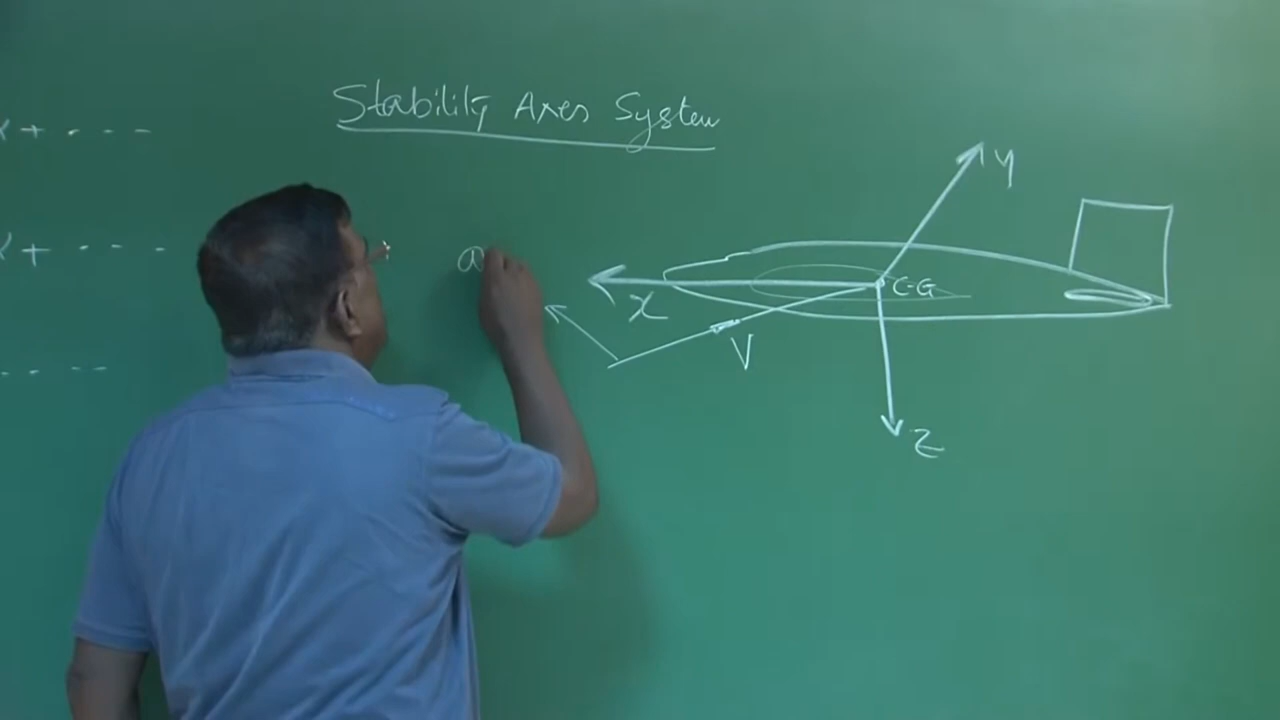 Stability Axes System
α + - - - -
y
α + - - - -
a
C-G
x
V
- - - -
z